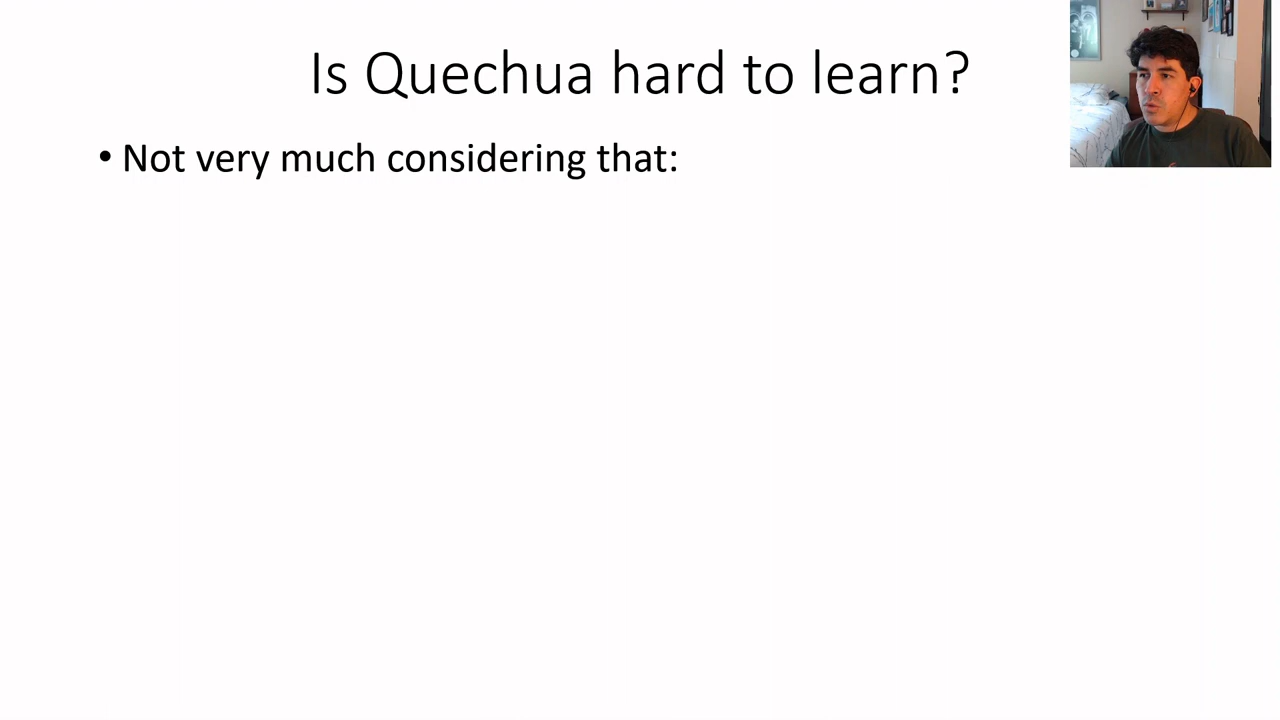 Is Quechua hard to learn?
• Not very much considering that: